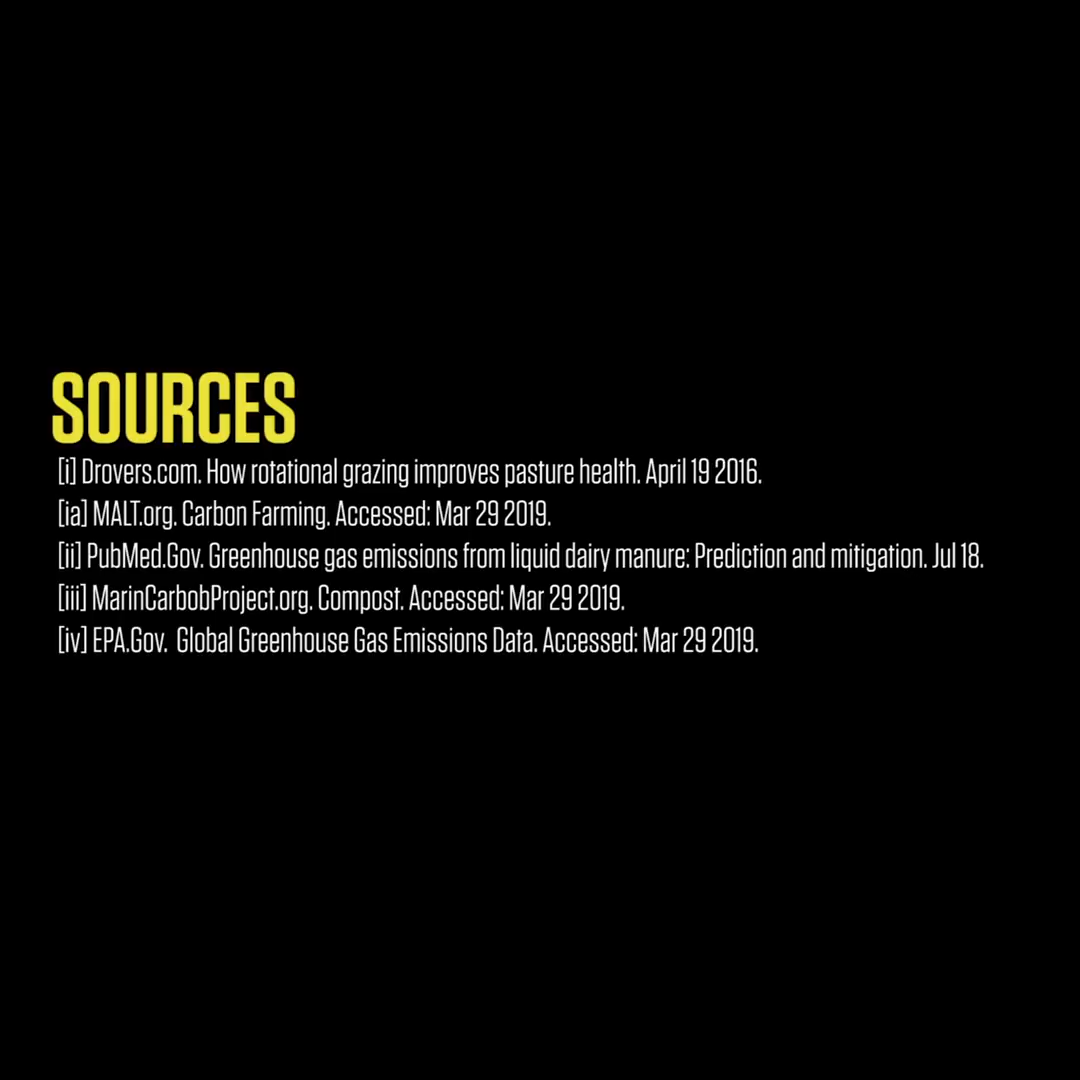 SOURCES
[i] Drovers.com. How rotational grazing improves pasture health. April 19 2016.
[ia] MALT.org. Carbon Farming. Accessed: Mar 29 2019.
[ii] PubMed.Gov. Greenhouse gas emissions from liquid dairy manure: Prediction and mitigation. Jul 18.
[iii] MarinCarbobProject.org. Compost. Accessed: Mar 29 2019.
[iv] EPA.Gov.  Global Greenhouse Gas Emissions Data. Accessed: Mar 29 2019.